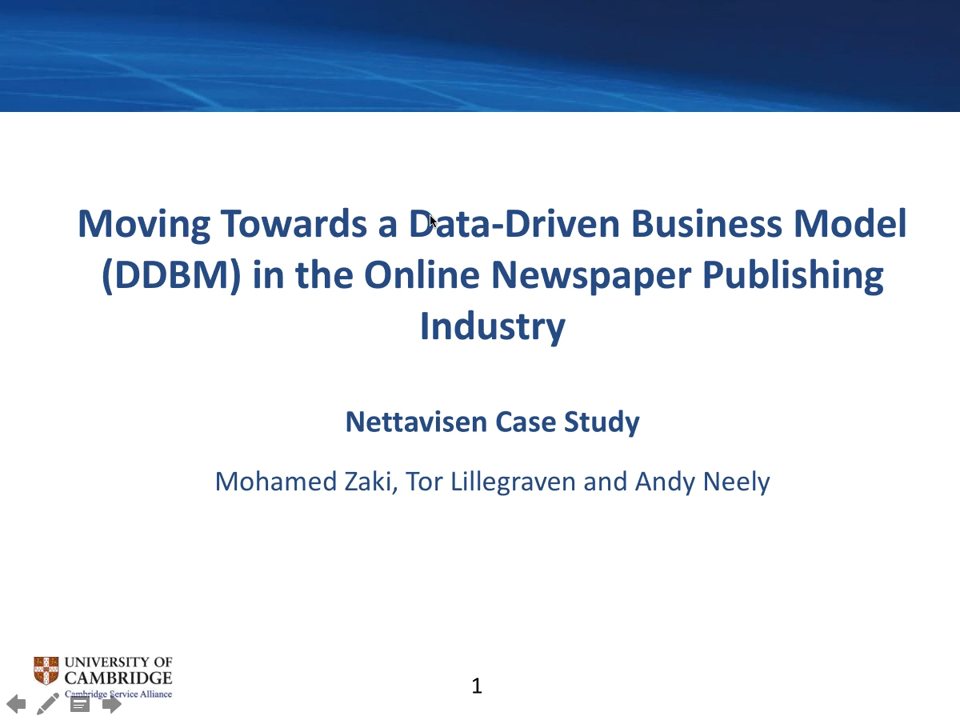 Moving Towards a Data-Driven Business Model
(DDBM) in the Online Newspaper Publishing
Industry
Nettavisen Case Study
Mohamed Zaki, Tor Lillegraven and Andy Neely
UNIVERSITY OF
CAMBRIDGE
Cambridge Service Alliance
1